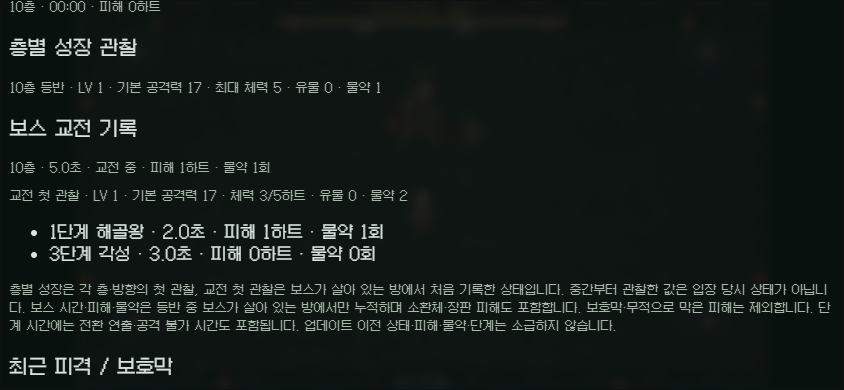 10층 · 00:00 · 피해 0하트
층별 성장 관찰
10층 등반 · LV 1 · 기본 공격력 17 · 최대 체력 5 · 유물 0 · 물약 1
보스 교전 기록
10층 · 5.0초 · 교전 중 · 피해 1하트 · 물약 1회
교전 첫 관찰 · LV 1 · 기본 공격력 17 · 체력 3/5하트 · 유물 0 · 물약 2
• 1단계 해골왕 · 2.0초 · 피해 1하트 · 물약 1회
• 3단계 각성 · 3.0초 · 피해 0하트 · 물약 0회
층별 성장은 각 층·방향의 첫 관찰, 교전 첫 관찰은 보스가 살아 있는 방에서 처음 기록한 상태입니다. 중간부터 관찰한 값은 입장 당시 상태가 아닙니
다. 보스 시간·피해·물약은 등반 중 보스가 살아 있는 방에서만 누적하며 소환체·장판 피해도 포함합니다. 보호막·무적으로 막은 피해는 제외합니다. 단
계 시간에는 전환 연출·공격 불가 시간도 포함됩니다. 업데이트 이전 상태·피해·물약·단계는 소급하지 않습니다.
최근 피격 / 보호막